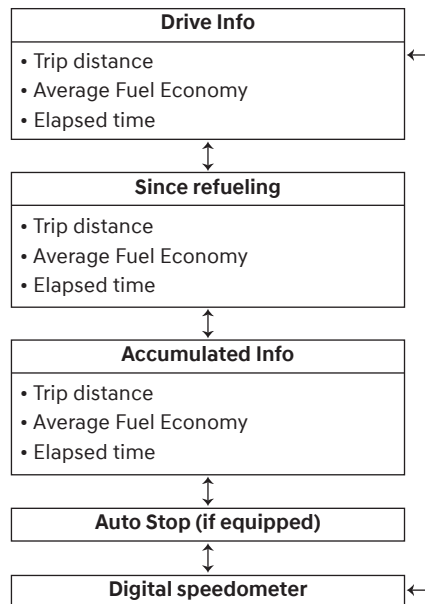 Drive Info
• Trip distance
• Average Fuel Economy
• Elapsed time
Since refueling
• Trip distance
• Average Fuel Economy
• Elapsed time
Accumulated Info
• Trip distance
• Average Fuel Economy
• Elapsed time
Auto Stop (if equipped)
Digital speedometer